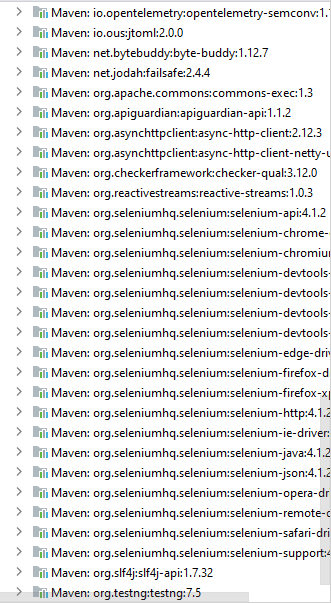 Maven: io.opentelemetry:opentelemetry-semconv:1.
Maven: io.ous:jtoml:2.0.0
Maven: net.bytebuddy:byte-buddy:1.12.7
Maven: net.jodah:failsafe:2.4.4
Maven: org.apache.commons:commons-exec:1.3
Maven: org.apiguardian:apiguardian-api:1.1.2
Maven: org.asynchttpclient:async-http-client:2.12.3
Maven: org.asynchttpclient:async-http-client-netty-u
Maven: org.checkerframework:checker-qual:3.12.0
Maven: org.reactivestreams:reactive-streams:1.0.3
Maven: org.seleniumhq.selenium:selenium-api:4.1.2
Maven: org.seleniumhq.selenium:selenium-chrome-
Maven: org.seleniumhq.selenium:selenium-chromium
Maven: org.seleniumhq.selenium:selenium-devtools-
Maven: org.seleniumhq.selenium:selenium-devtools-
Maven: org.seleniumhq.selenium:selenium-devtools-
Maven: org.seleniumhq.selenium:selenium-devtools-
Maven: org.seleniumhq.selenium:selenium-edge-driv
Maven: org.seleniumhq.selenium:selenium-firefox-d
Maven: org.seleniumhq.selenium:selenium-firefox-xp
Maven: org.seleniumhq.selenium:selenium-http:4.1.2
Maven: org.seleniumhq.selenium:selenium-ie-driver:
Maven: org.seleniumhq.selenium:selenium-java:4.1.2
Maven: org.seleniumhq.selenium:selenium-json:4.1.2
Maven: org.seleniumhq.selenium:selenium-opera-dr
Maven: org.seleniumhq.selenium:selenium-remote-d
Maven: org.seleniumhq.selenium:selenium-safari-dri
Maven: org.seleniumhq.selenium:selenium-support:4
Maven: org.slf4j:slf4j-api:1.7.32
Maven: org.testng:testng:7.5